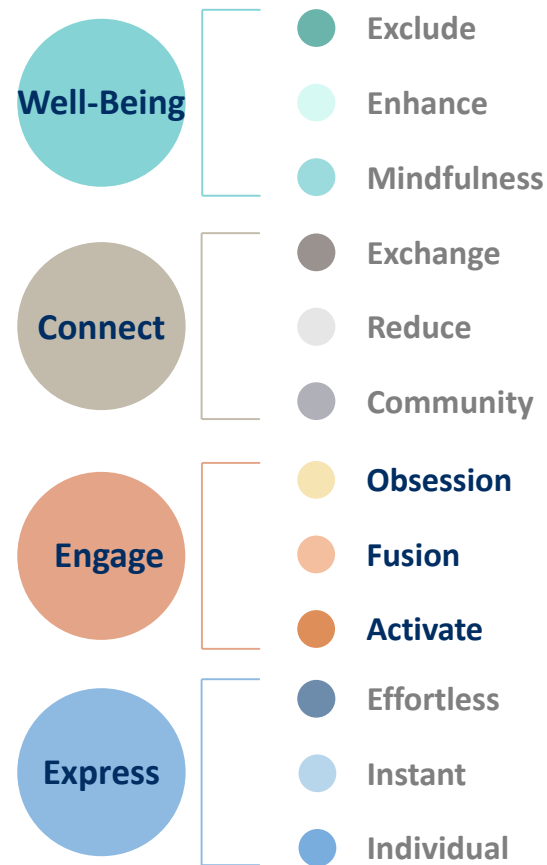 Well-Being
Exclude
Enhance
Mindfulness
Connect
Exchange
Reduce
Community
Engage
Obsession
Fusion
Activate
Express
Effortless
Instant
Individual